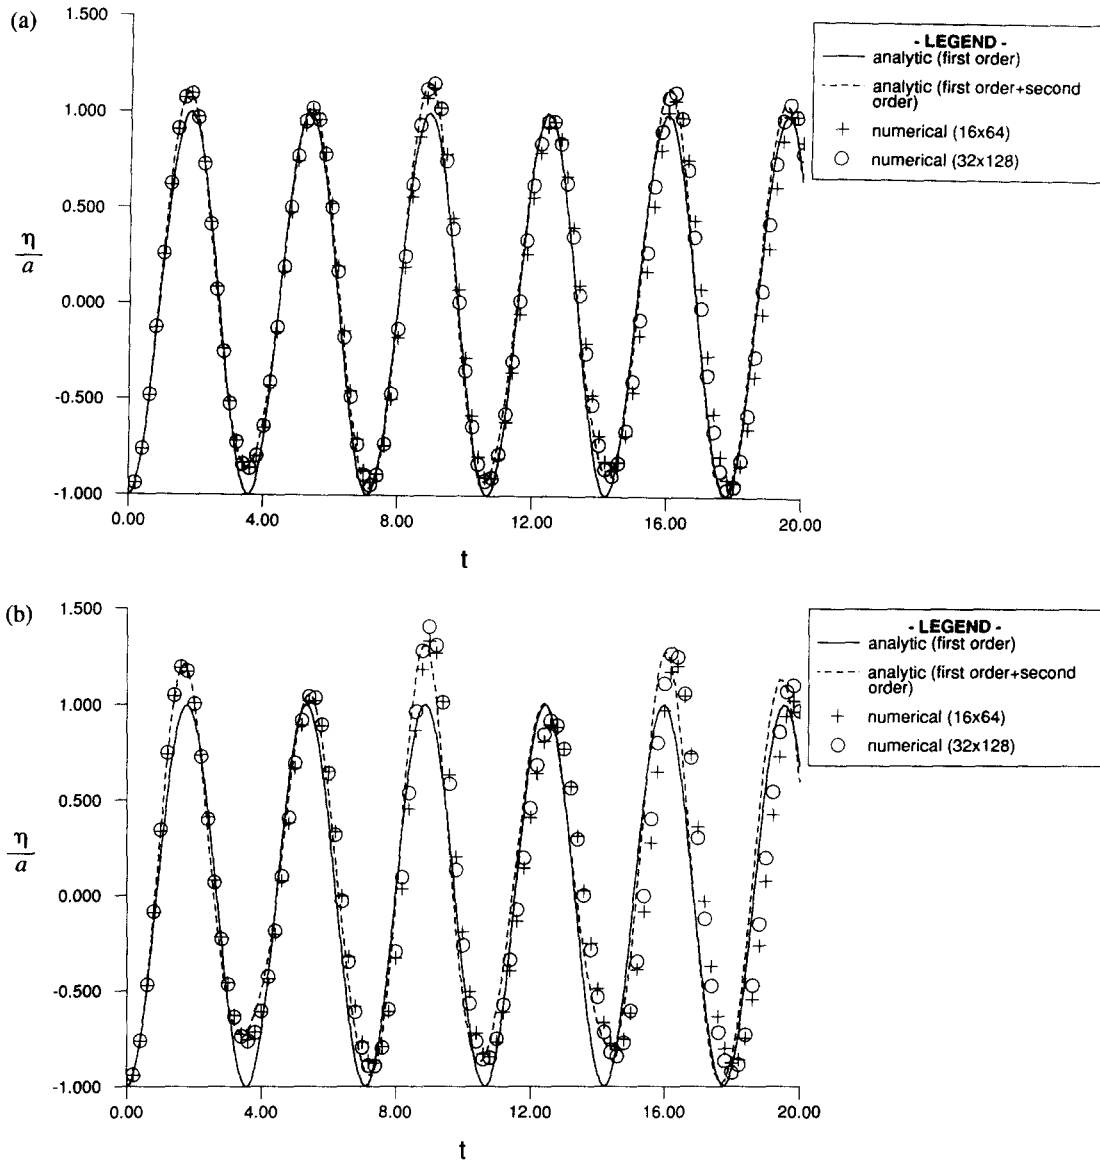 (a)
1.500
1.000
0.500
0.000
-0.500
-1.000
η
a
0.00
4.00
8.00
12.00
16.00
20.00
t
- LEGEND -
analytic (first order)
analytic (first order+second
order)
numerical (16x64)
numerical (32x128)
(b)
1.500
1.000
0.500
0.000
-0.500
-1.000
η
a
0.00
4.00
8.00
12.00
16.00
20.00
t
- LEGEND -
analytic (first order)
analytic (first order+second
order)
numerical (16x64)
numerical (32x128)